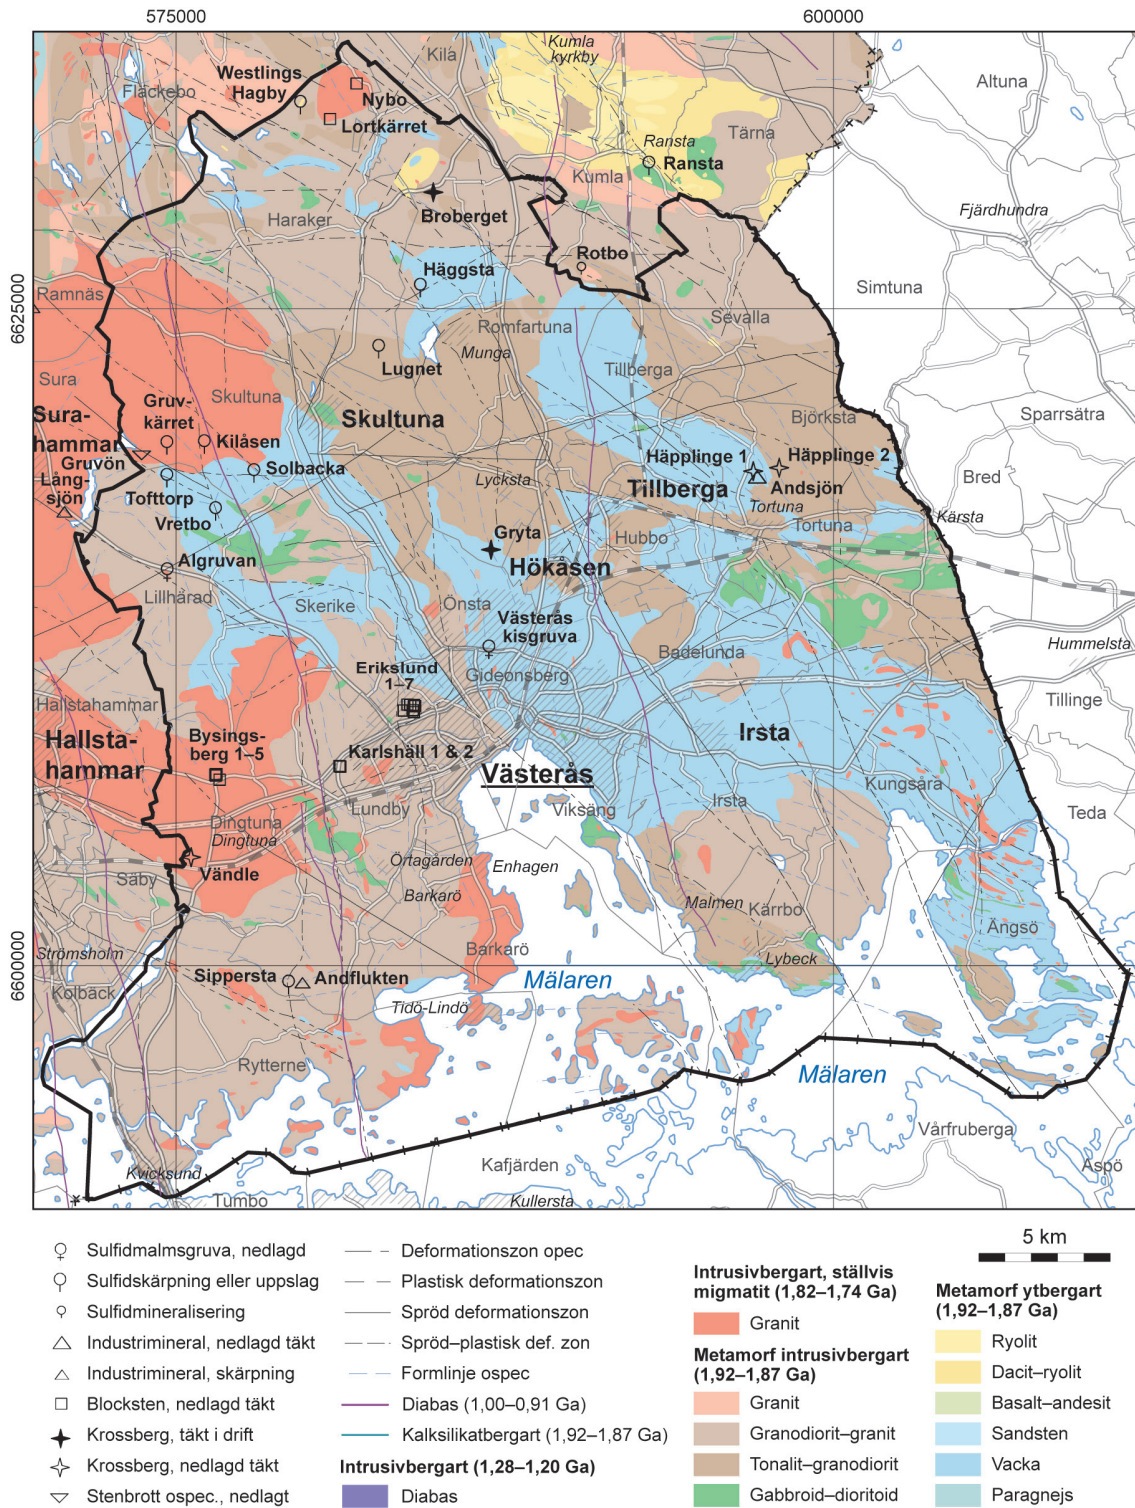 575000
600000
Kumla
kyrkby
Kila
Altuna
Westlings
Hagby
Fläckebo
Nybo
Lortkärret
Tärna
Ransta
Ransta
Kumla
Broberget
Haraker
Fjärdhundra
Rotbo
Häggsta
Simtuna
Ramnäs
6625000
Romfartuna
Sevalla
Munga
Lugnet
Tillberga
Sura
Skultuna
Gruv-
kärret
Skultuna
Björksta
Sparrsätra
Sura-
hammar
Kilåsen
Häpplinge 1
Häpplinge 2
Gruvön
Solbacka
Lång-
sjön
Lycksta
Tillberga
Andsjön
Bred
Tofttorp
Tortuna
Vretbo
Tortuna
Kärsta
Gryta
Hubbo
Algruvan
Hökåsen
Lillhärad
Skerike
Önsta
Västerås
kisgruva
Hummelsta
Badelunda
Erikslund
1–7
Gideonsberg
Hallstahammar
Tillinge
Hallsta-
hammar
Bysings-
berg 1–5
Irsta
Karlshäll 1 & 2
Västerås
Kungsåra
Lundby
Viksäng
Irsta
Teda
Dingtuna
Dingtuna
Örtagården
Enhagen
Säby
Vändle
Barkarö
Malmen
Kärrbo
Ängsö
Strömsholm
Barkarö
Lybeck
6600000
Kolbäck
Sippersta
Andflukten
Mälaren
Tidö-Lindö
Rytterne
Mälaren
Vårfruberga
Kafjärden
Aspö
Kvicksund
Tumbo
Kullersta
5 km
Sulfidmalmsgruva, nedlagd
Sulfidskärpning eller uppslag
Sulfidmineralisering
Industrimineral, nedlagd täkt
Industrimineral, skärpning
Blocksten, nedlagd täkt
Krossberg, täkt i drift
Krossberg, nedlagd täkt
Stenbrott ospec., nedlagt
Deformationszon opec
Plastisk deformationszon
Spröd deformationszon
Spröd–plastisk def. zon
Formlinje ospec
Diabas (1,00–0,91 Ga)
Kalksilikatbergart (1,92–1,87 Ga)
Intrusivbergart (1,28–1,20 Ga)
Diabas
Intrusivbergart, ställvis
migmatit (1,82–1,74 Ga)
Granit
Metamorf intrusivbergart
(1,92–1,87 Ga)
Granit
Granodiorit–granit
Tonalit–granodiorit
Gabbroid–dioritoid
Metamorf ytbergart
(1,92–1,87 Ga)
Ryolit
Dacit–ryolit
Basalt–andesit
Sandsten
Vacka
Paragnejs